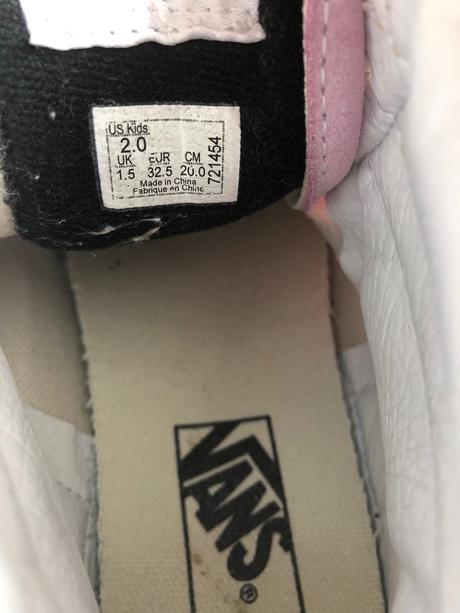 US Kids
2.0
UK EUR CM
1.5 32.5 20.0
Made in China
Fabriqué en Chine
721454
VANS®